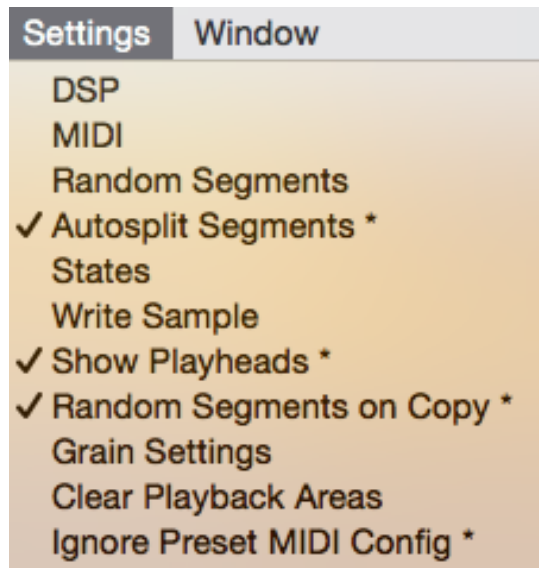 Settings Window
DSP
MIDI
Random Segments
✓ Autosplit Segments *
States
Write Sample
✓ Show Playheads *
✓ Random Segments on Copy *
Grain Settings
Clear Playback Areas
Ignore Preset MIDI Config *